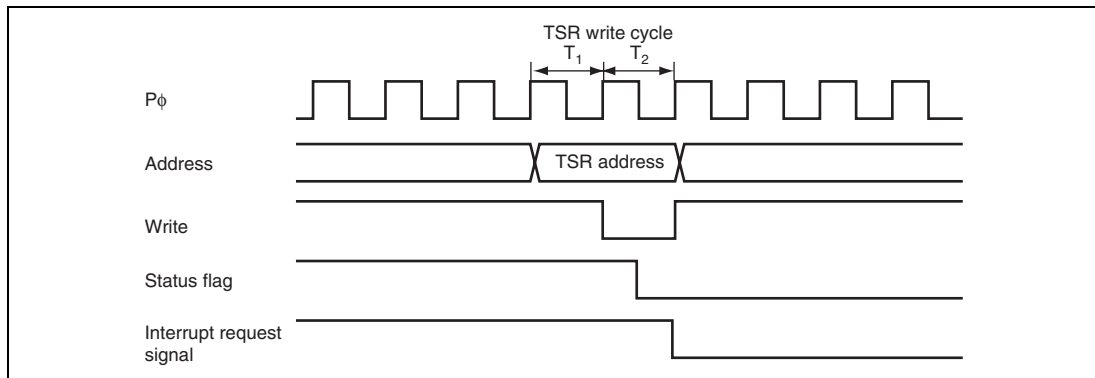 TSR write cycle
T1 T2
Pϕ
Address
TSR address
Write
Status flag
Interrupt request
signal